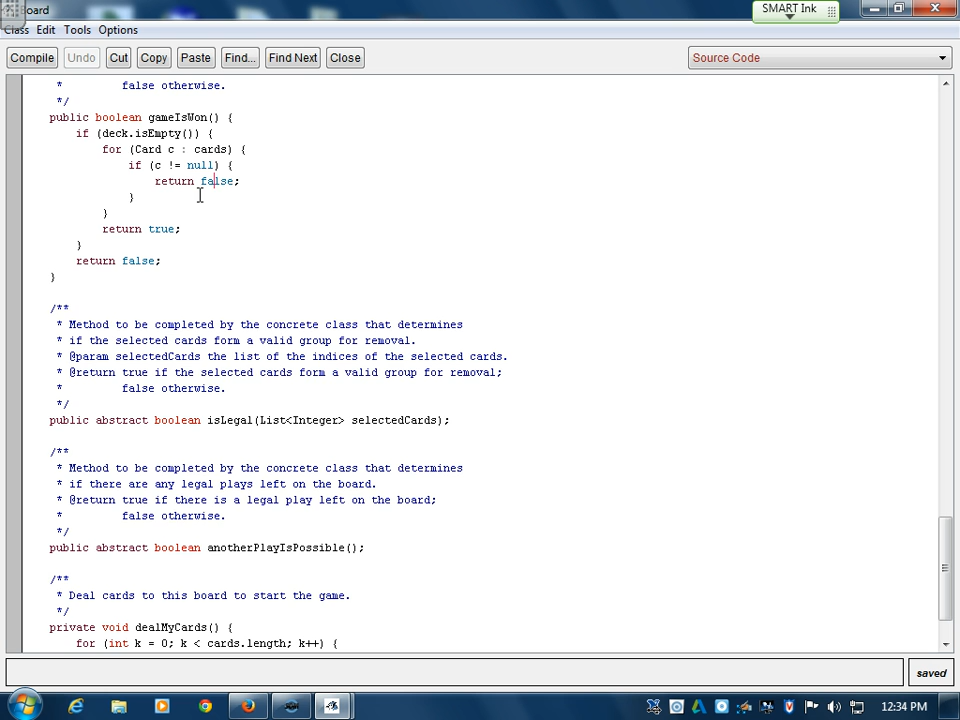 Board
SMART Ink
Class Edit Tools Options
Compile Undo Cut Copy Paste Find... Find Next Close Source Code
* false otherwise.
*/
public boolean gameIsWon() {
if (deck.isEmpty()) {
for (Card c : cards) {
if (c != null) {
return false;
}
}
return true;
}
return false;
}
/**
* Method to be completed by the concrete class that determines
* if the selected cards form a valid group for removal.
* @param selectedCards the list of the indices of the selected cards.
* @return true if the selected cards form a valid group for removal;
* false otherwise.
*/
public abstract boolean isLegal(List<Integer> selectedCards);
/**
* Method to be completed by the concrete class that determines
* if there are any legal plays left on the board.
* @return true if there is a legal play left on the board;
* false otherwise.
*/
public abstract boolean anotherPlayIsPossible();
/**
* Deal cards to this board to start the game.
*/
private void dealMyCards() {
for (int k = 0; k < cards.length; k++) {
saved
12:34 PM